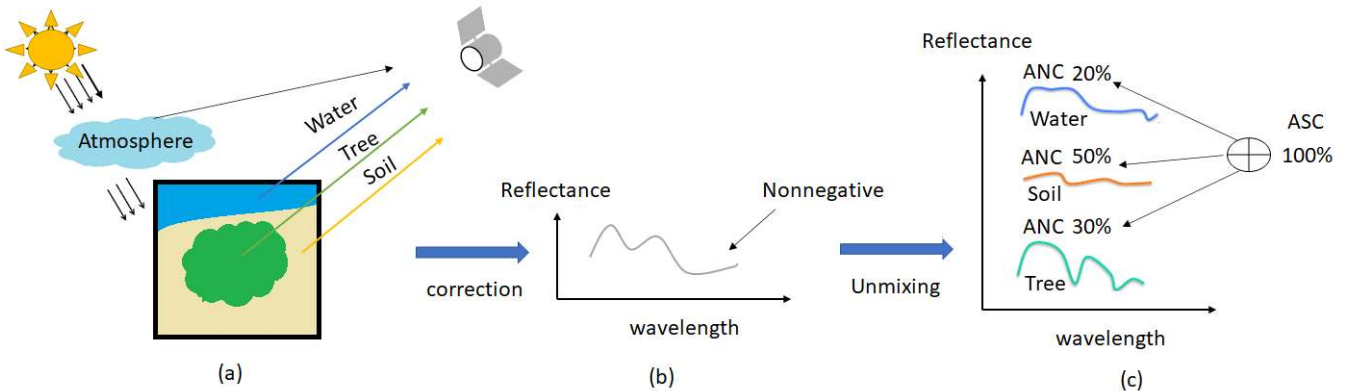 Atmosphere
Water
Tree
Soil
(a)
correction
Reflectance
Nonnegative
wavelength
(b)
Unmixing
Reflectance
ANC 20%
Water
ANC 50%
Soil
ANC 30%
Tree
ASC
100%
wavelength
(c)